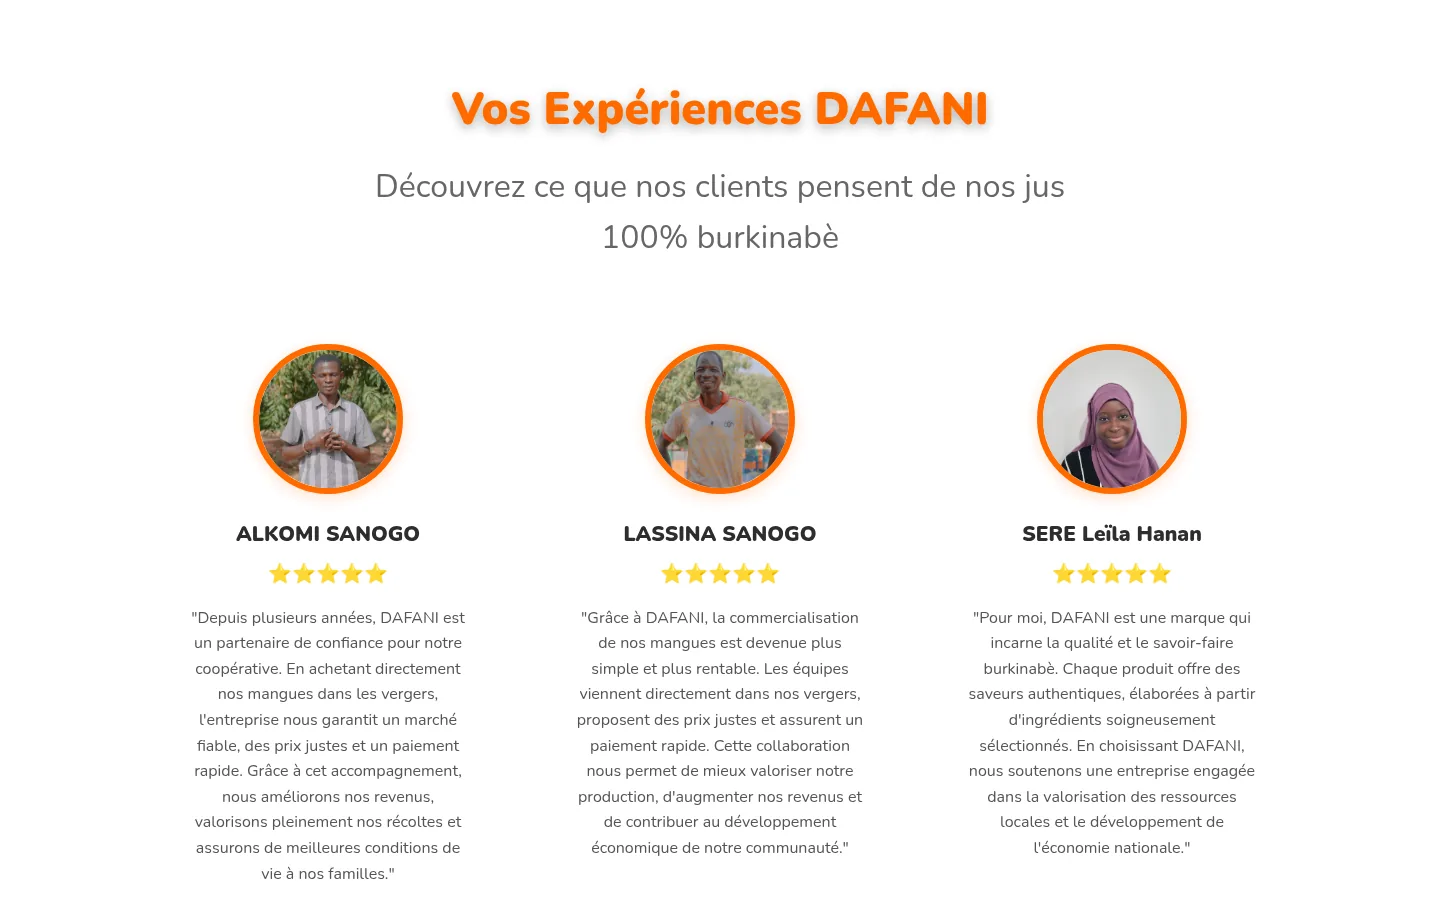 Vos Expériences DAFANI
Découvrez ce que nos clients pensent de nos jus
100% burkinabè
ALKOMI SANOGO
"Depuis plusieurs années, DAFANI est
un partenaire de confiance pour notre
coopérative. En achetant directement
nos mangues dans les vergers,
l'entreprise nous garantit un marché
fiable, des prix justes et un paiement
rapide. Grâce à cet accompagnement,
nous améliorons nos revenus,
valorisons pleinement nos récoltes et
assurons de meilleures conditions de
vie à nos familles."
LASSINA SANOGO
"Grâce à DAFANI, la commercialisation
de nos mangues est devenue plus
simple et plus rentable. Les équipes
viennent directement dans nos vergers,
proposent des prix justes et assurent un
paiement rapide. Cette collaboration
nous permet de mieux valoriser notre
production, d'augmenter nos revenus et
de contribuer au développement
économique de notre communauté."
SERE Leïla Hanan
"Pour moi, DAFANI est une marque qui
incarne la qualité et le savoir-faire
burkinabè. Chaque produit offre des
saveurs authentiques, élaborées à partir
d'ingrédients soigneusement
sélectionnés. En choisissant DAFANI,
nous soutenons une entreprise engagée
dans la valorisation des ressources
locales et le développement de
l'économie nationale."